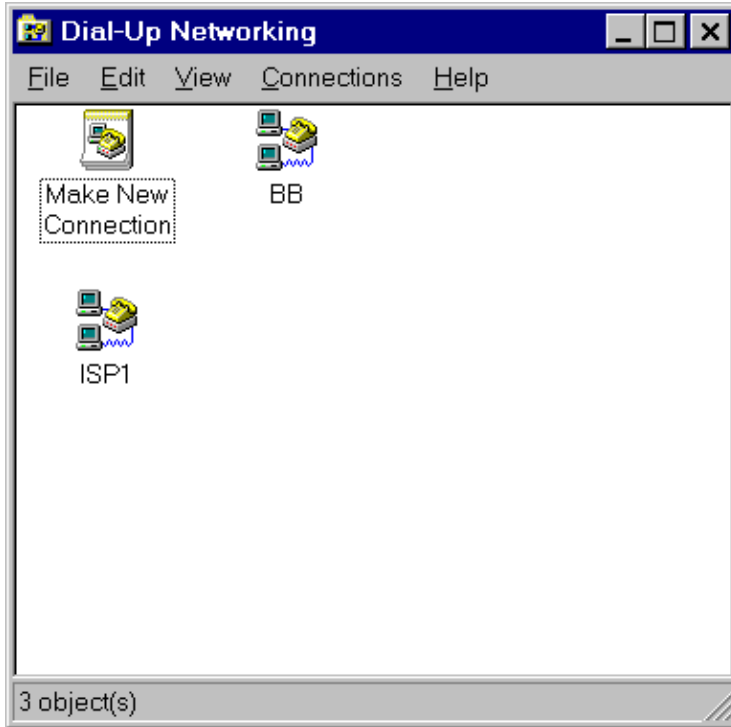 Dial-Up Networking
File Edit View Connections Help
Make New
Connection
BB
ISP1
3 object(s)